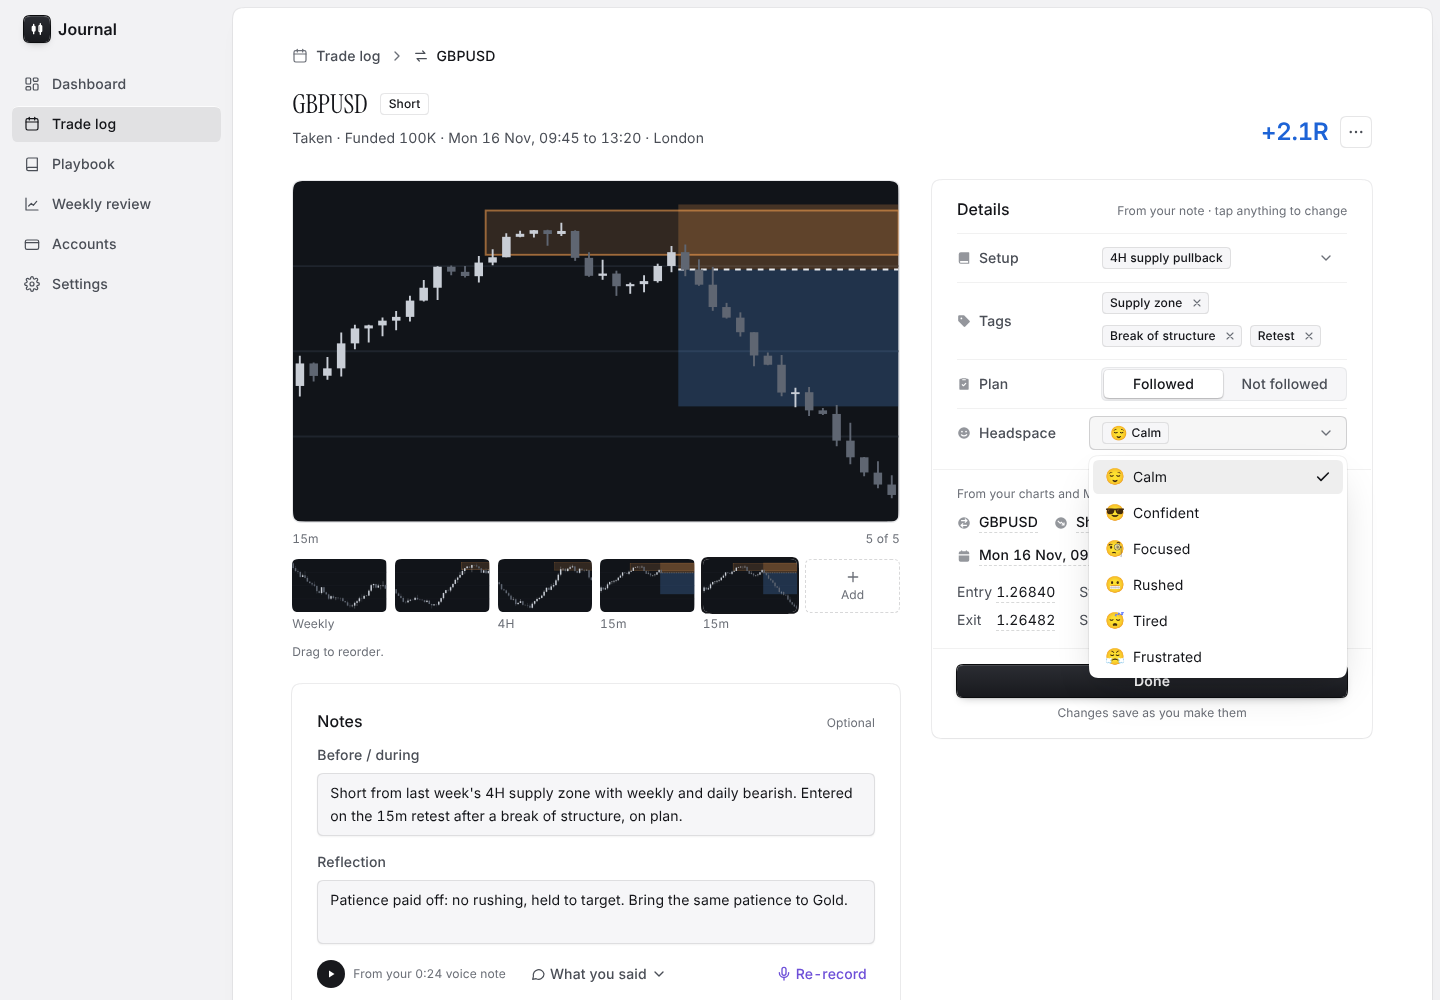 Journal
Dashboard
Trade log
Playbook
Weekly review
Accounts
Settings
Trade log
GBPUSD
GBPUSD
Short
Taken · Funded 100K · Mon 16 Nov, 09:45 to 13:20 · London
+2.1R
15m
5 of 5
Weekly
4H
15m
15m
Add
Drag to reorder.
Notes
Optional
Before / during
Short from last week's 4H supply zone with weekly and daily bearish. Entered
on the 15m retest after a break of structure, on plan.
Reflection
Patience paid off: no rushing, held to target. Bring the same patience to Gold.
From your 0:24 voice note
What you said
Re-record
Details
From your note · tap anything to change
Setup
4H supply pullback
Tags
Supply zone
Break of structure
Retest
Plan
Followed
Not followed
Headspace
😌 Calm
😌 Calm
😎 Confident
🧐 Focused
😬 Rushed
😴 Tired
😤 Frustrated
From your charts and
GBPUSD
Mon 16 Nov, 09
Entry 1.26840
Exit 1.26482
Done
Changes save as you make them